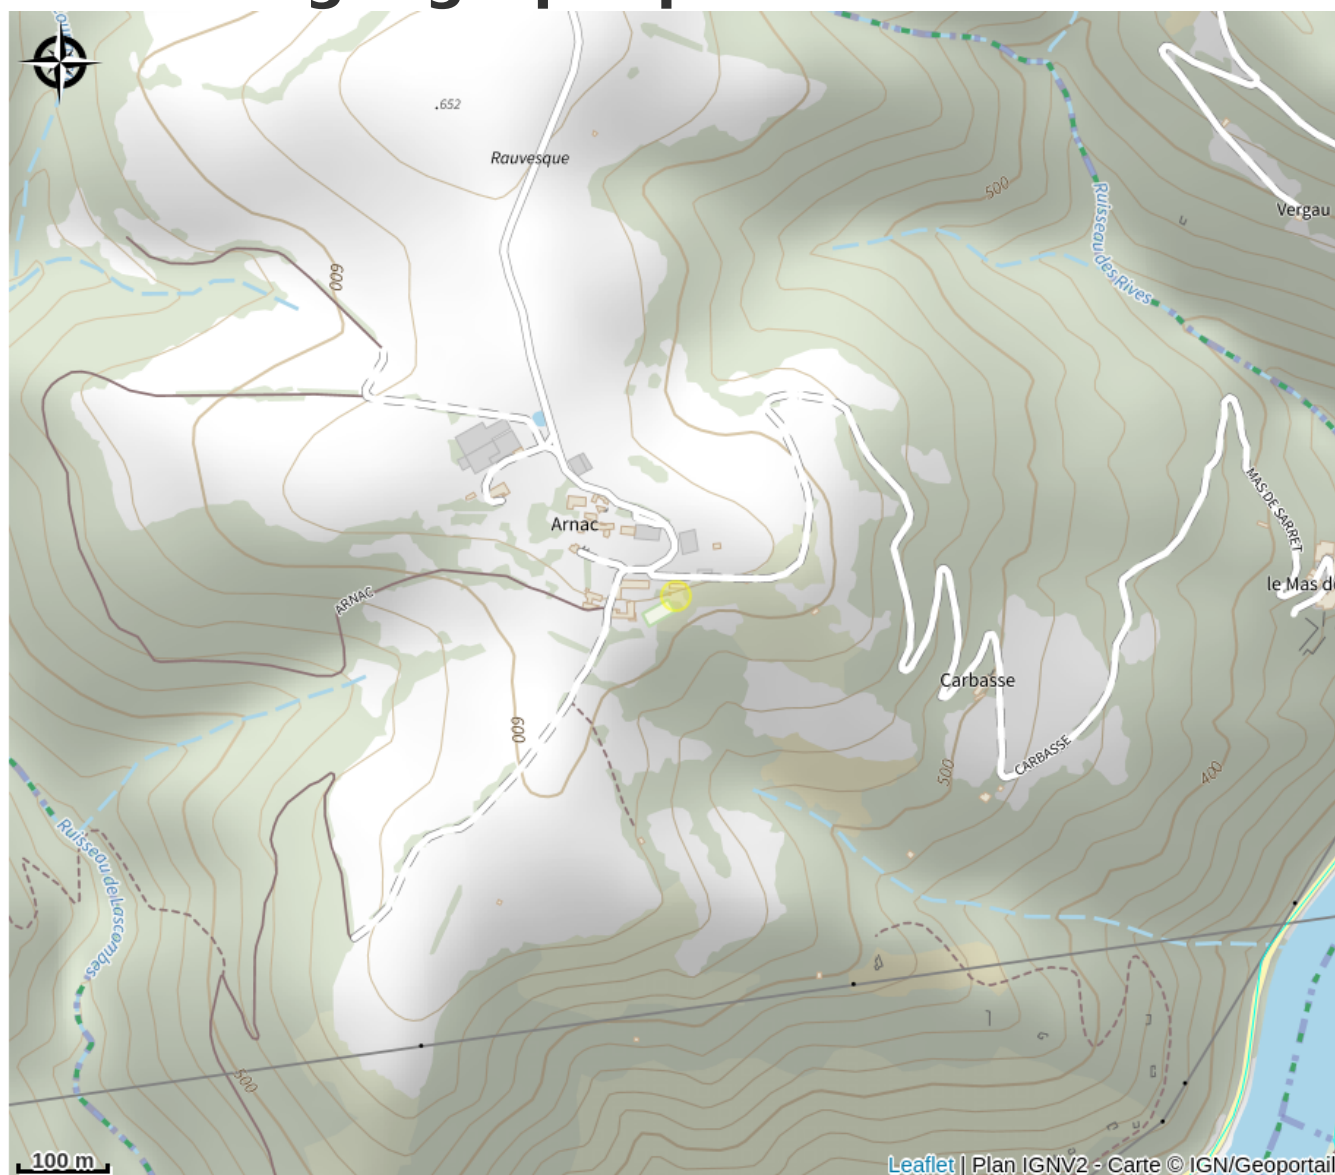 .652
Rauvesque
500
Ruisseau des Rives
Vergau
600
MAS DE SARRET
Arnac
le Mas d
ARNAC
Carbasse
600
CARBASSE
500
400
Ruisseau de Lascombes
500
100 m
Leaflet | Plan IGNV2 - Carte © IGN/Geoportail